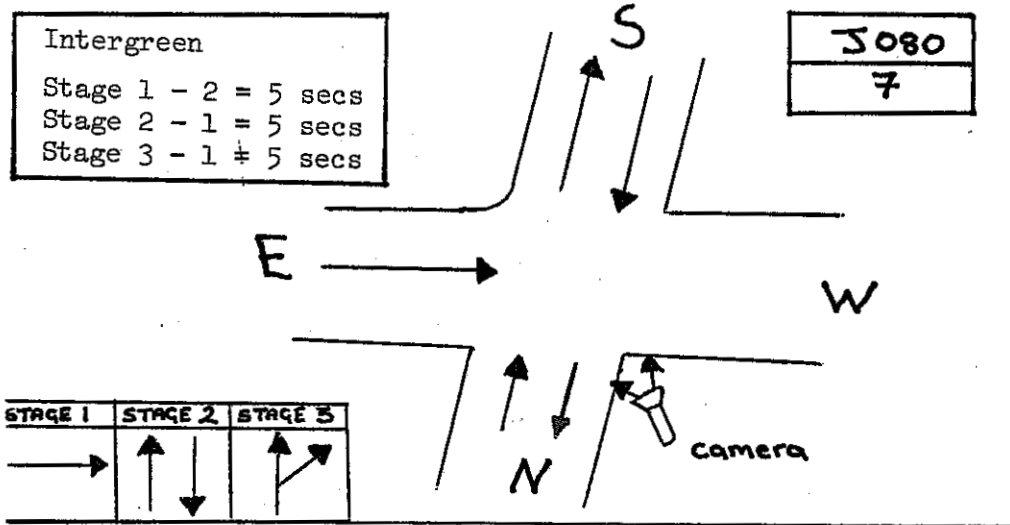 Intergreen
Stage 1 - 2 = 5 secs
Stage 2 - 1 = 5 secs
Stage 3 - 1 = 5 secs
S
J080
7
E
W
STAGE 1 STAGE 2 STAGE 3
N
camera